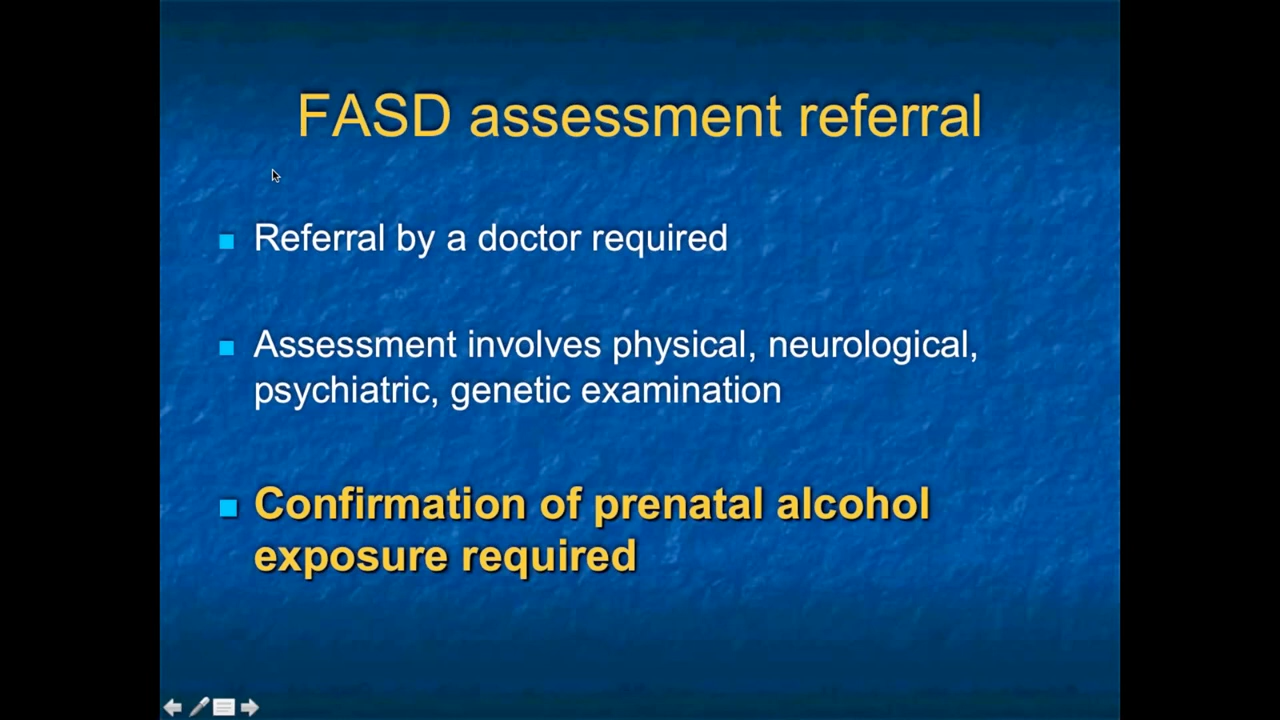 FASD assessment referral
Referral by a doctor required
Assessment involves physical, neurological,
psychiatric, genetic examination
Confirmation of prenatal alcohol
exposure required